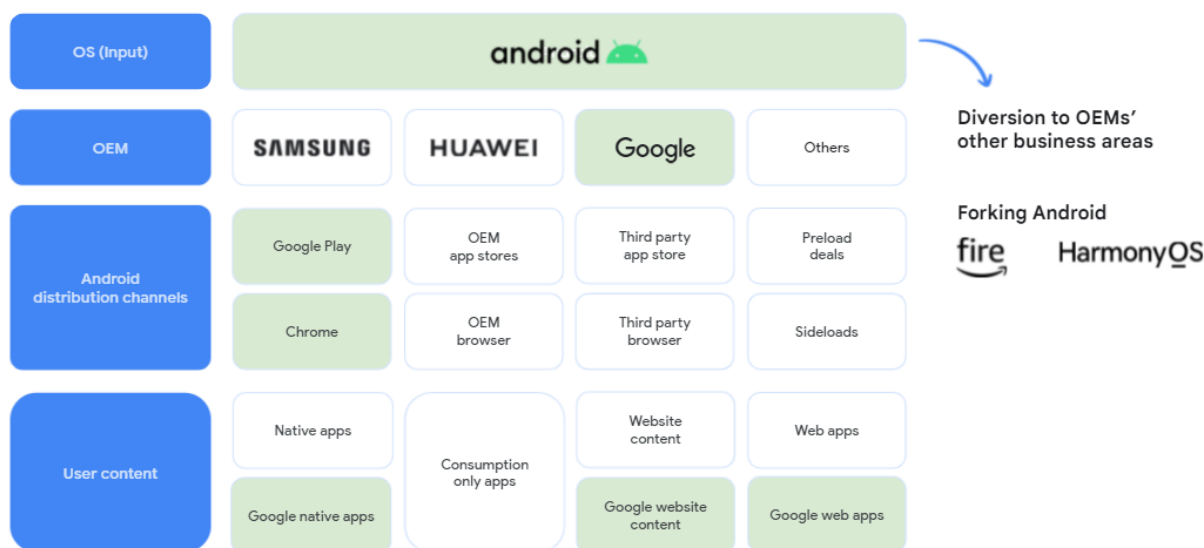 OS (Input)
android
Diversion to OEMs'
other business areas
OEM
SAMSUNG
HUAWEI
Google
Others
Forking Android
fire
HarmonyOS
Android
distribution channels
Google Play
OEM
app stores
Third party
app store
Preload
deals
Chrome
OEM
browser
Third party
browser
Sideloads
User content
Native apps
Consumption
only apps
Website
content
Web apps
Google native apps
Google website
content
Google web apps